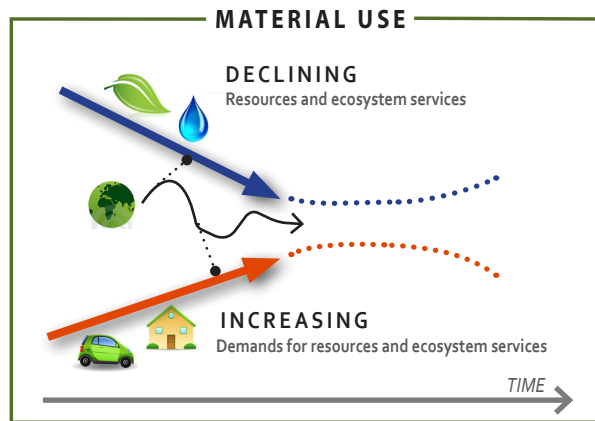 MATERIAL USE
DECLINING
Resources and ecosystem services
INCREASING
Demands for resources and ecosystem services
TIME